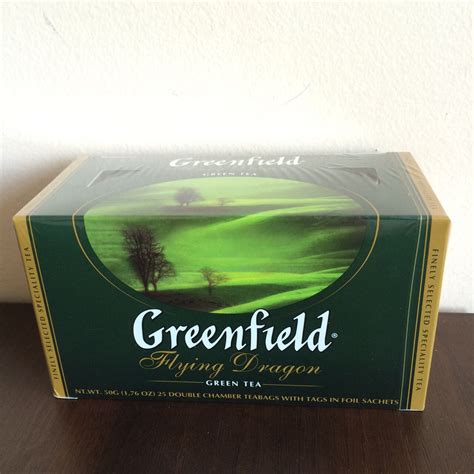 Greenfield
GREEN TEA
FINELY SELECTED SPECIALITY TEA
Greenfield®
Flying Dragon
GREEN TEA
NT.WT. 50G (1,76 OZ) 25 DOUBLE CHAMBER TEABAGS WITH TAGS IN FOIL SACHETS
FINELY SELECTED SPECIALITY TEA